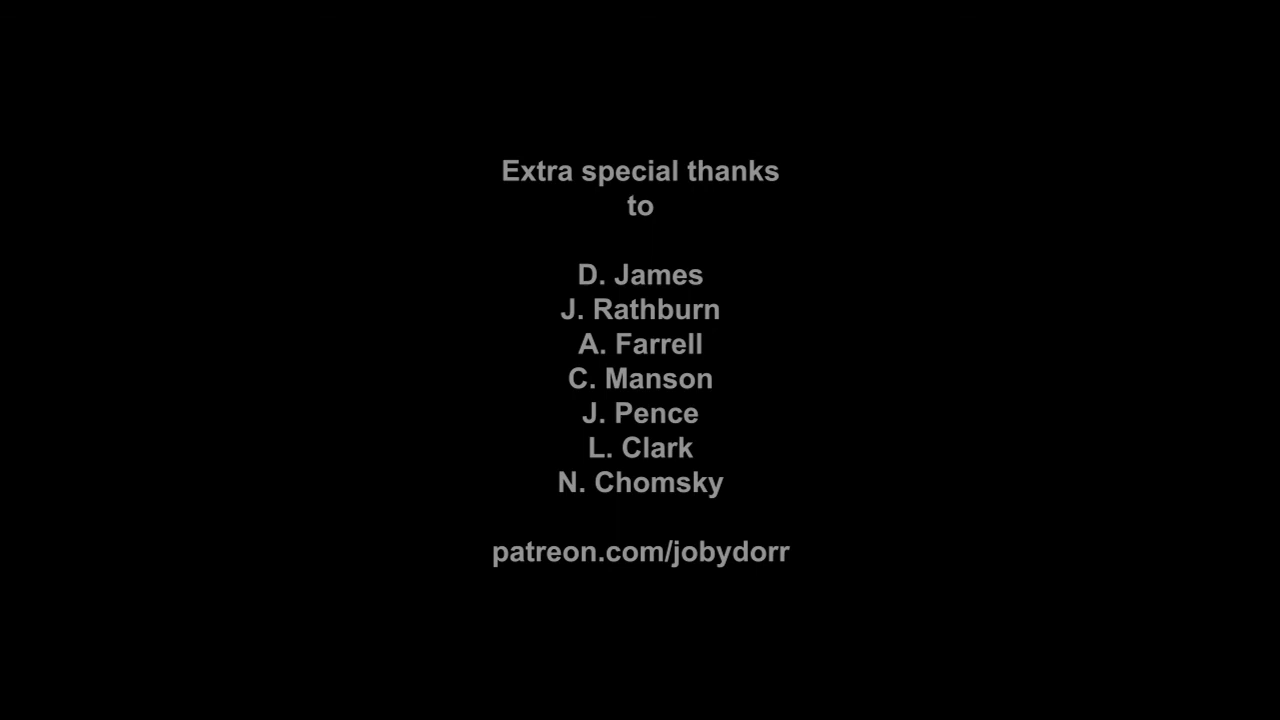 Extra special thanks
to
D. James
J. Rathburn
A. Farrell
C. Manson
J. Pence
L. Clark
N. Chomsky
patreon.com/jobydorr